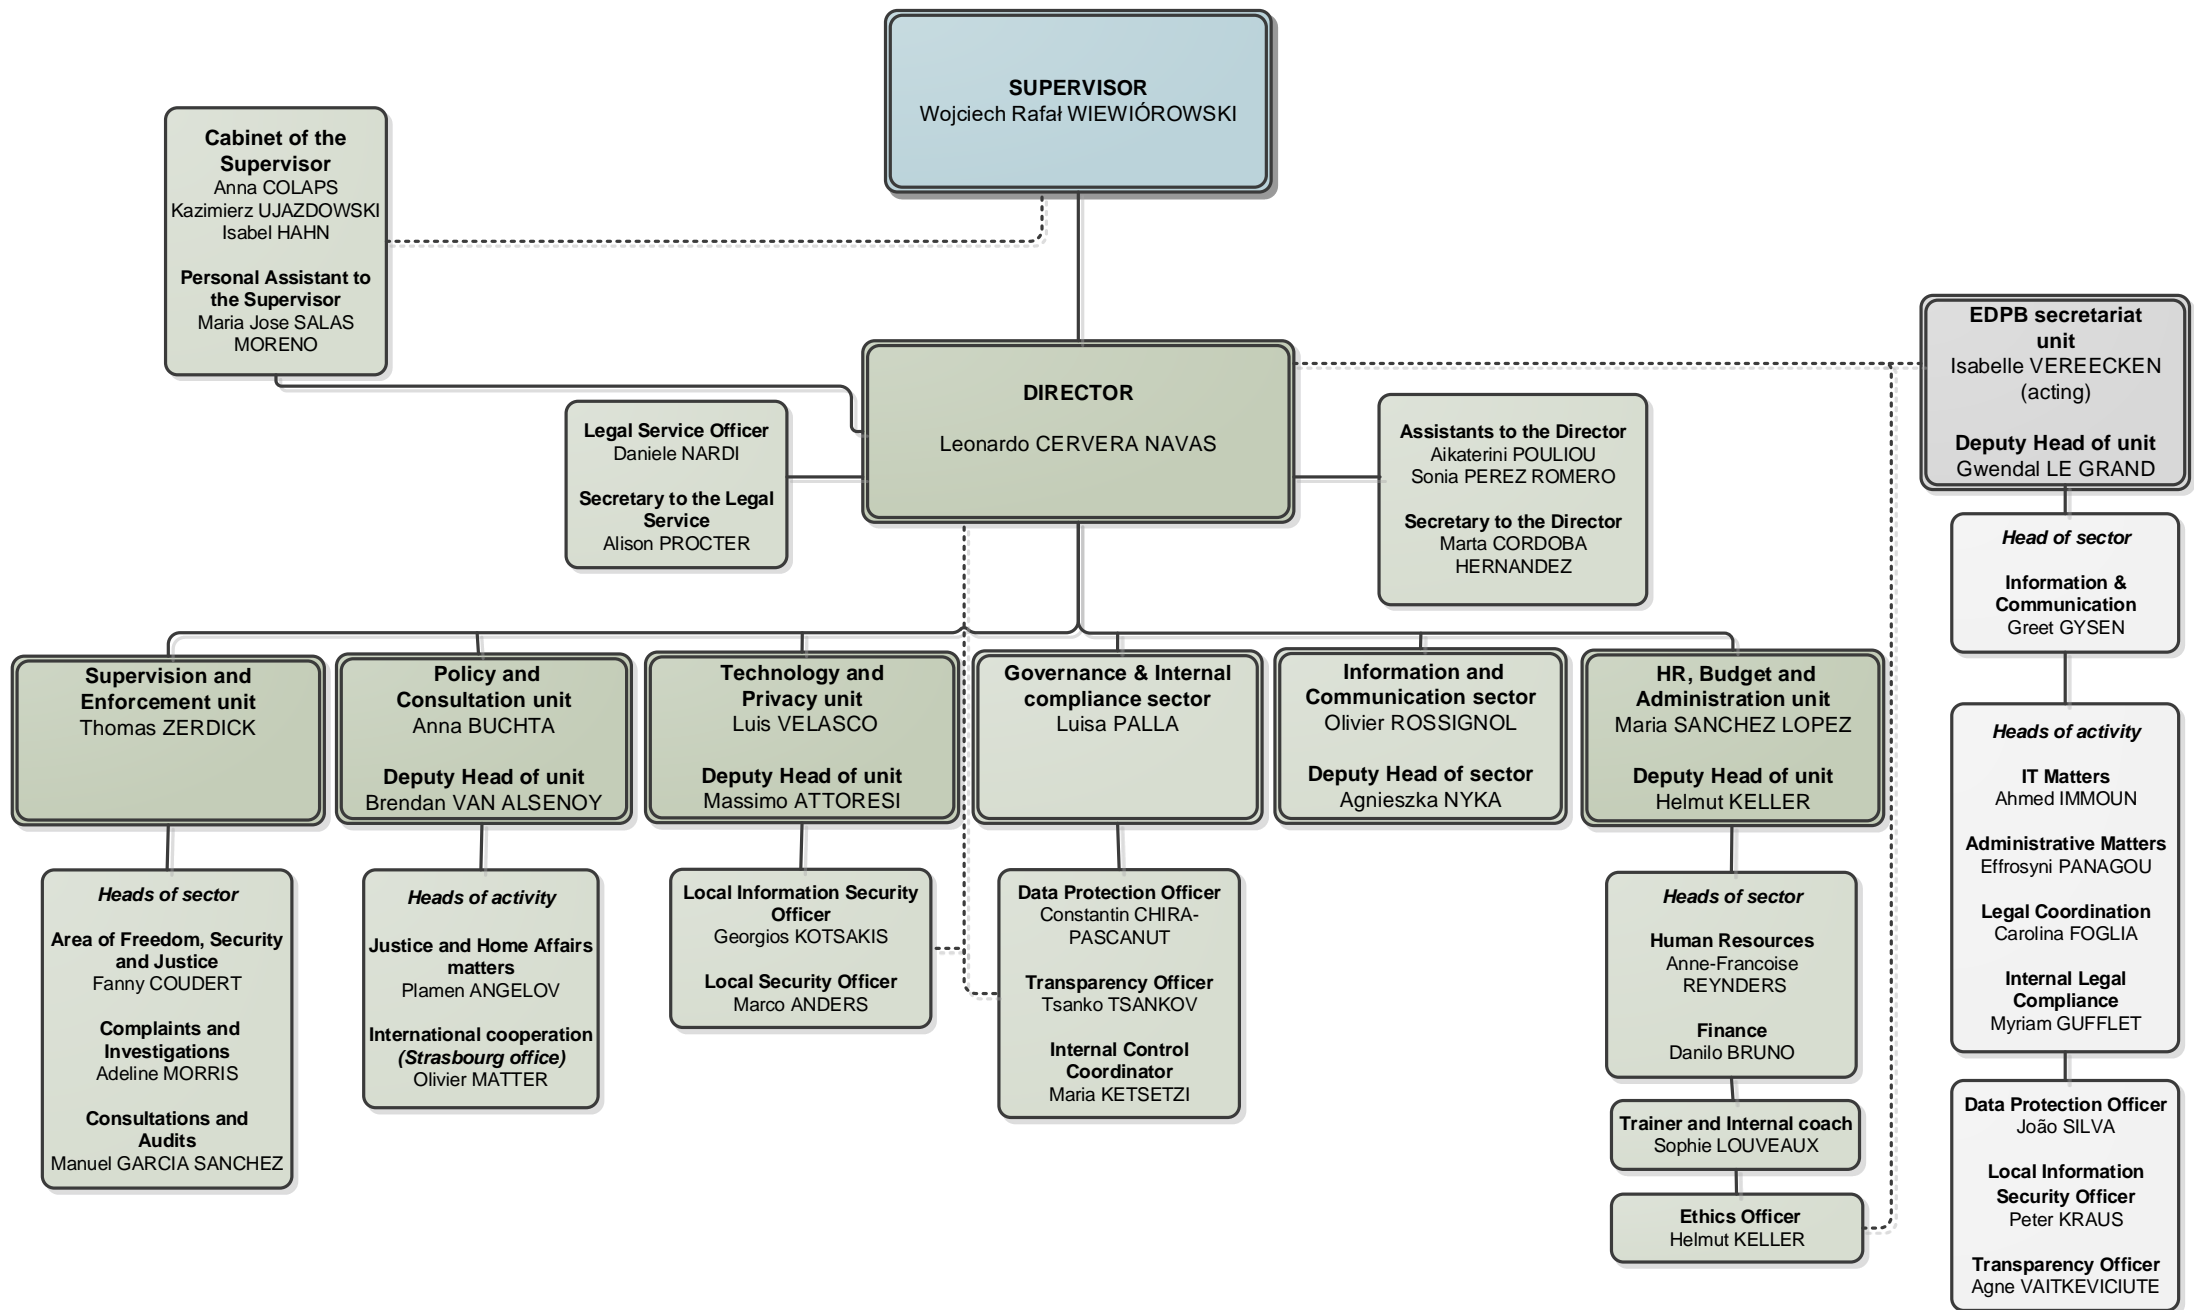 SUPERVISOR
Wojciech Rafał WIEWIÓROWSKI
Cabinet of the
Supervisor
Anna COLAPS
Kazimierz UJAZDOWSKI
Isabel HAHN
Personal Assistant to
the Supervisor
Maria Jose SALAS
MORENO
DIRECTOR
Leonardo CERVERA NAVAS
Legal Service Officer
Daniele NARDI
Secretary to the Legal
Service
Alison PROCTER
Assistants to the Director
Aikaterini POULIOU
Sonia PEREZ ROMERO
Secretary to the Director
Marta CORDOBA
HERNANDEZ
EDPB secretariat
unit
Isabelle VEREECKEN
(acting)
Deputy Head of unit
Gwendal LE GRAND
Head of sector
Information &
Communication
Greet GYSEN
Heads of activity
IT Matters
Ahmed IMMOUN
Administrative Matters
Effrosyni PANAGOU
Legal Coordination
Carolina FOGLIA
Internal Legal
Compliance
Myriam GUFFLET
Data Protection Officer
João SILVA
Local Information
Security Officer
Peter KRAUS
Transparency Officer
Agne VAITKEVICIUTE
Supervision and
Enforcement unit
Thomas ZERDICK
Heads of sector
Area of Freedom, Security
and Justice
Fanny COUDERT
Complaints and
Investigations
Adeline MORRIS
Consultations and
Audits
Manuel GARCIA SANCHEZ
Policy and
Consultation unit
Anna BUCHTA
Deputy Head of unit
Brendan VAN ALSENOY
Heads of activity
Justice and Home Affairs
matters
Plamen ANGELOV
International cooperation
(Strasbourg office)
Olivier MATTER
Technology and
Privacy unit
Luis VELASCO
Deputy Head of unit
Massimo ATTORESI
Local Information Security
Officer
Georgios KOTSAKIS
Local Security Officer
Marco ANDERS
Governance & Internal
compliance sector
Luisa PALLA
Data Protection Officer
Constantin CHIRA-
PASCANUT
Transparency Officer
Tsanko TSANKOV
Internal Control
Coordinator
Maria KETSETZI
Information and
Communication sector
Olivier ROSSIGNOL
Deputy Head of sector
Agnieszka NYKA
HR, Budget and
Administration unit
Maria SANCHEZ LOPEZ
Deputy Head of unit
Helmut KELLER
Heads of sector
Human Resources
Anne-Francoise
REYNDERS
Finance
Danilo BRUNO
Trainer and Internal coach
Sophie LOUVEAUX
Ethics Officer
Helmut KELLER